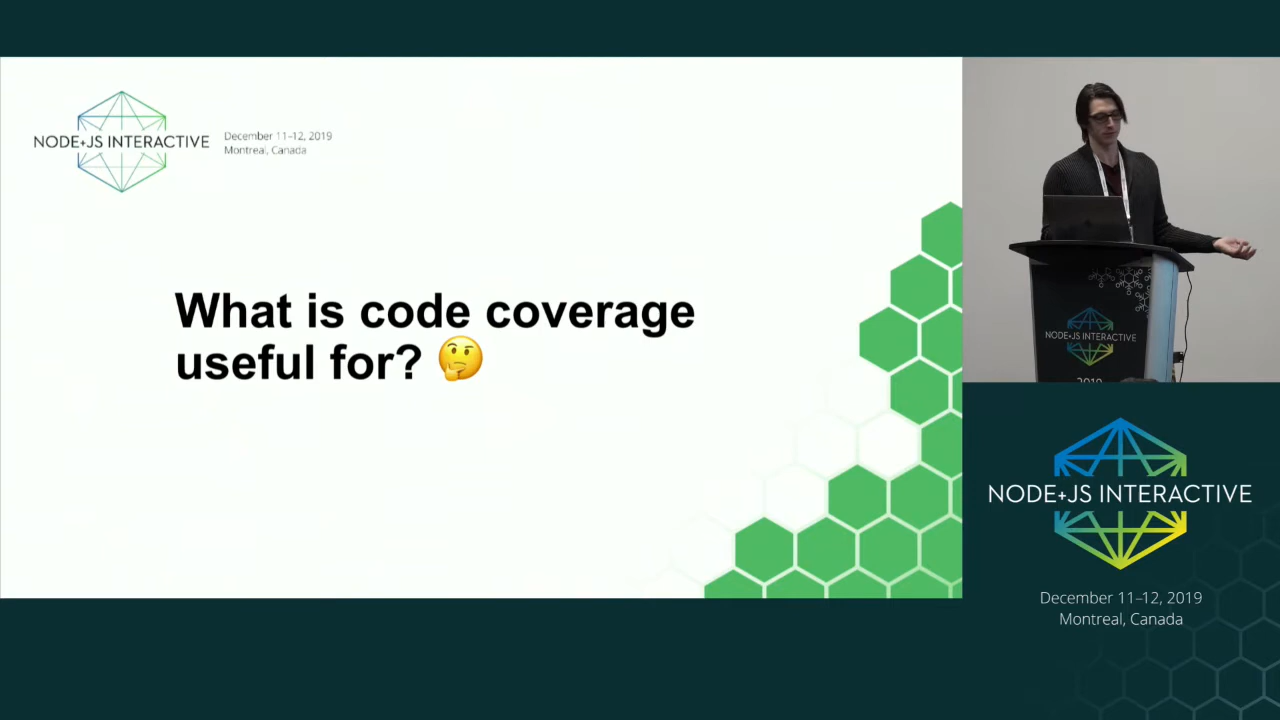 NODE+JS INTERACTIVE
December 11–12, 2019
Montreal, Canada
What is code coverage
useful for? 🤔
NODE+JS INTERACTIVE
2019
NODE+JS INTERACTIVE
December 11–12, 2019
Montreal, Canada